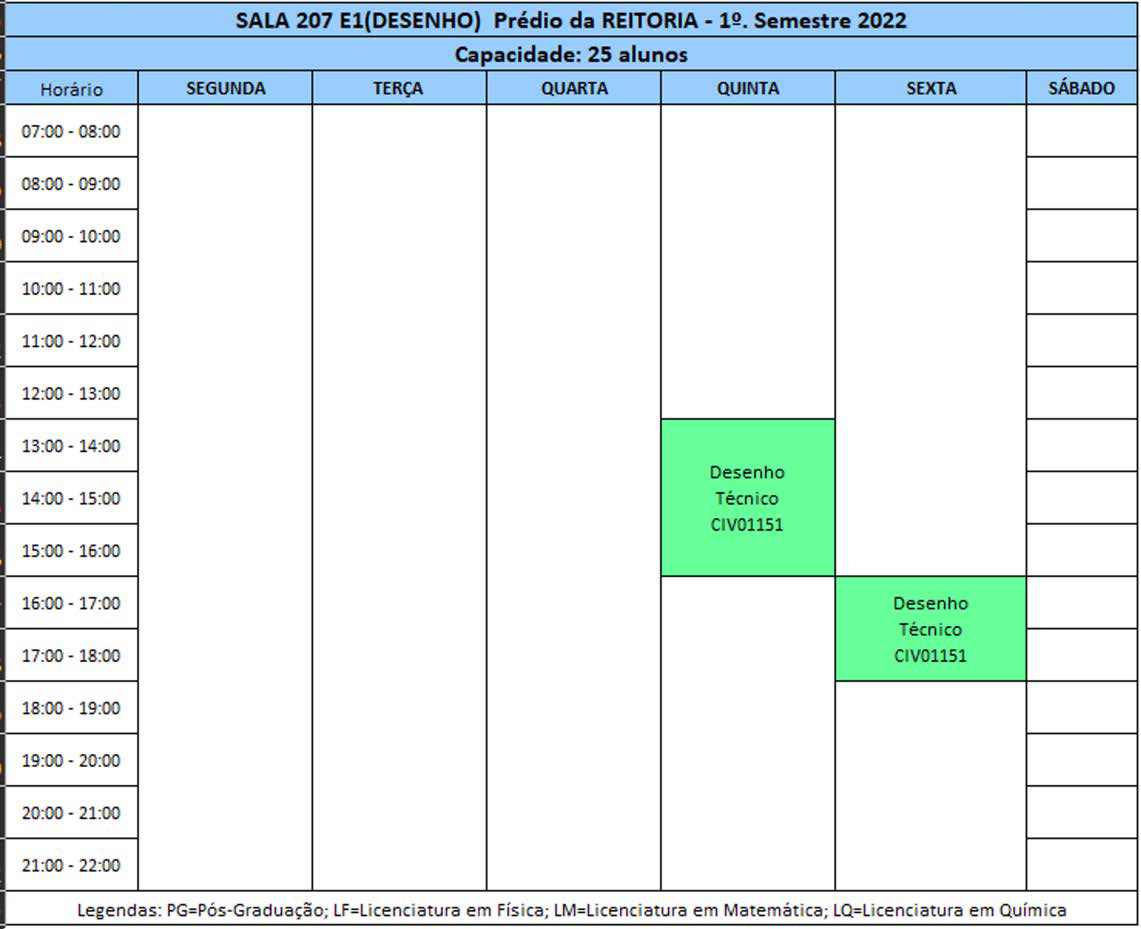 SALA 207 E1(DESENHO) Prédio da REITORIA - 1º. Semestre 2022
Capacidade: 25 alunos
Horário SEGUNDA TERÇA QUARTA QUINTA SEXTA SÁBADO
07:00 - 08:00
08:00 - 09:00
09:00 - 10:00
10:00 - 11:00
11:00 - 12:00
12:00 - 13:00
13:00 - 14:00
14:00 - 15:00
15:00 - 16:00
Desenho
Técnico
CIV01151
16:00 - 17:00
17:00 - 18:00
Desenho
Técnico
CIV01151
18:00 - 19:00
19:00 - 20:00
20:00 - 21:00
21:00 - 22:00
Legendas: PG=Pós-Graduação; LF=Licenciatura em Física; LM=Licenciatura em Matemática; LQ=Licenciatura em Química